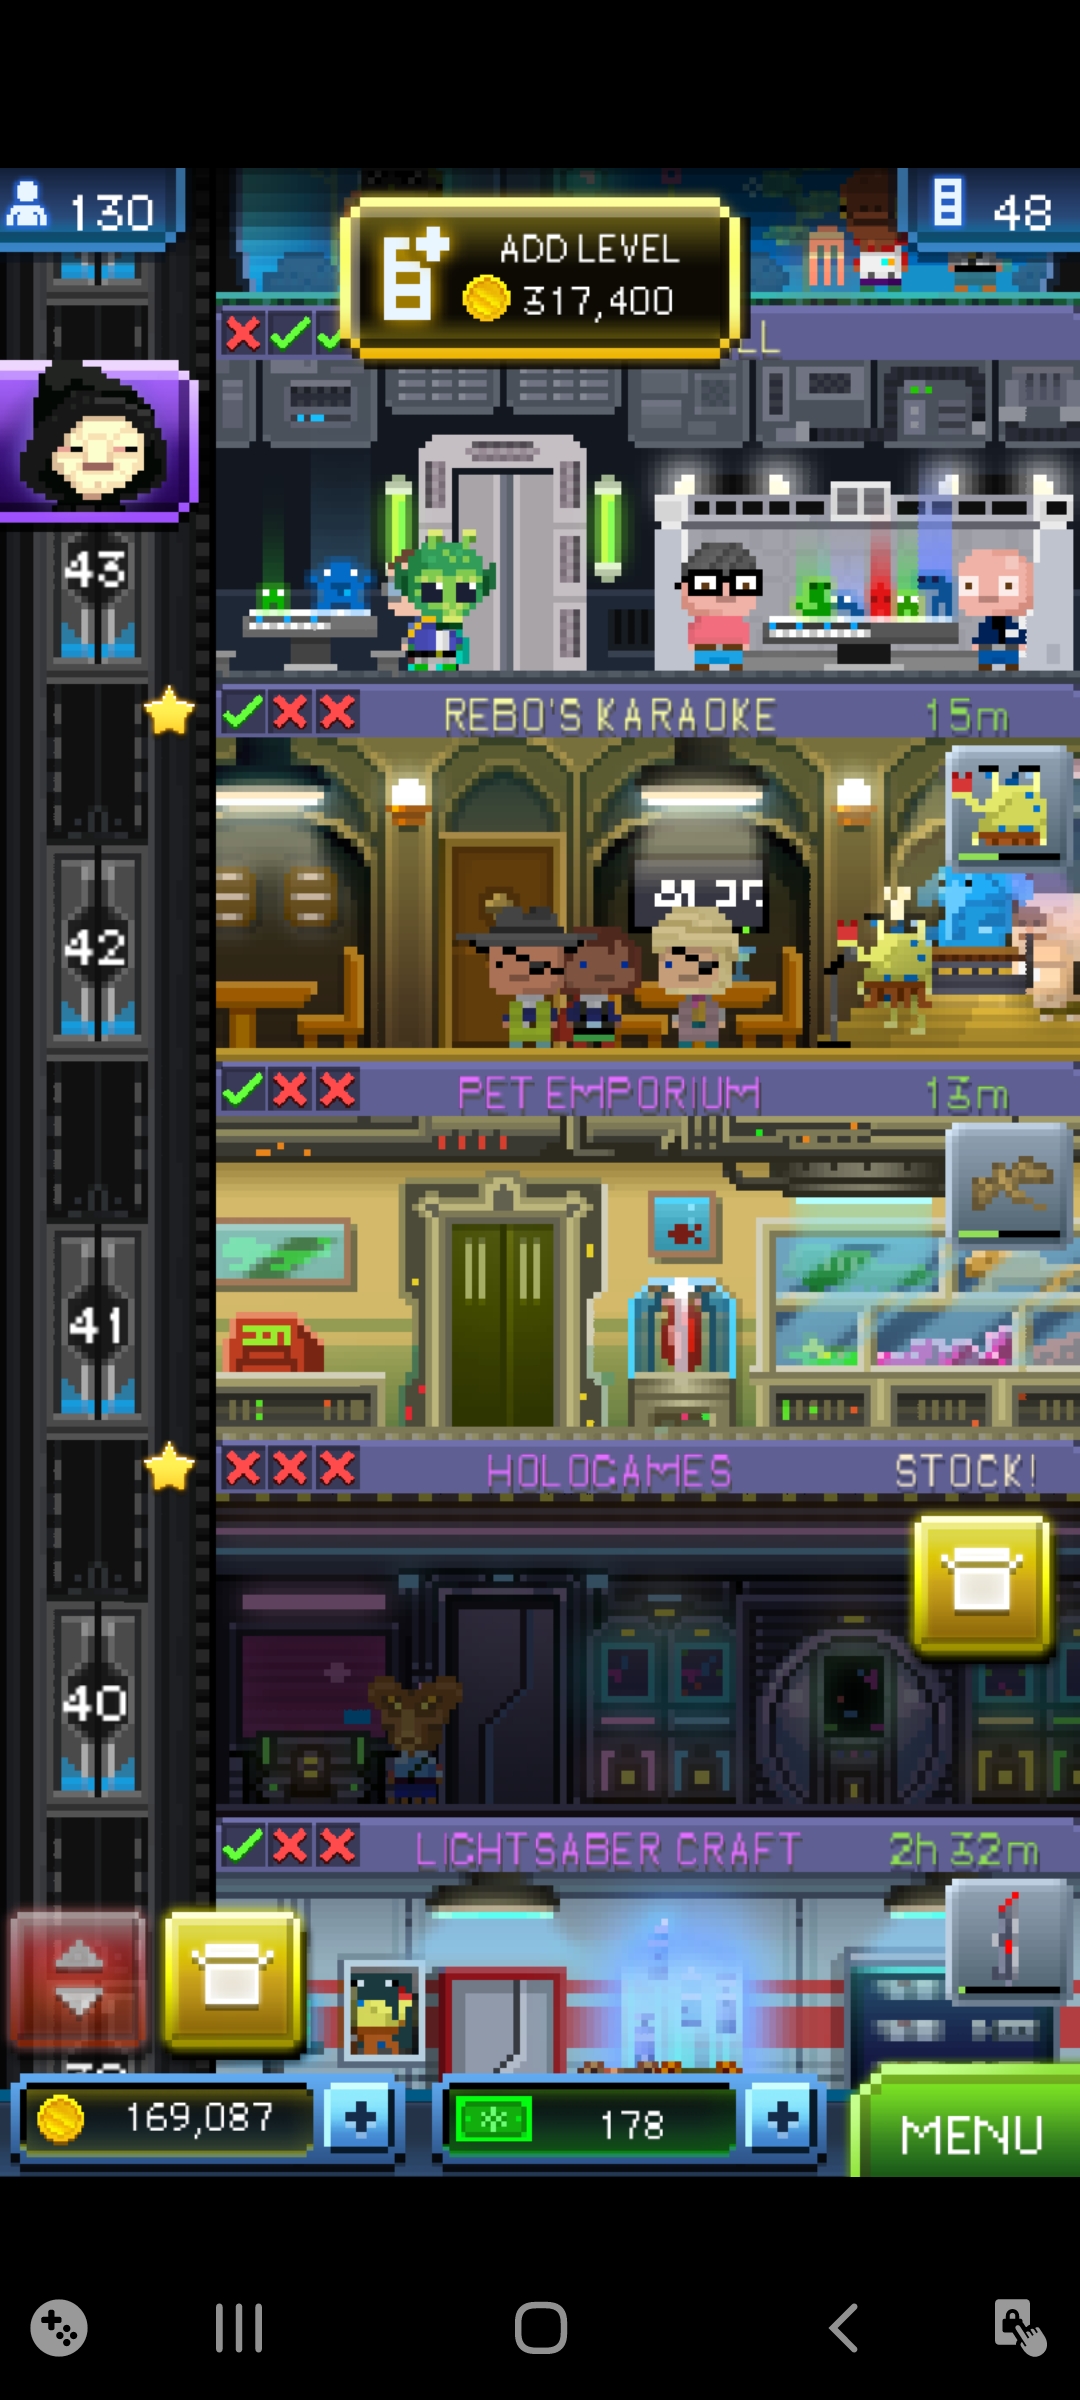 130
48
ADD LEVEL
317,400
LL
43
REBO'S KARAOKE 15m
42
PET EMPORIUM 13m
41
HOLOGAMES STOCK!
40
LIGHTSABER CRAFT 2h 32m
169,087
178
MENU